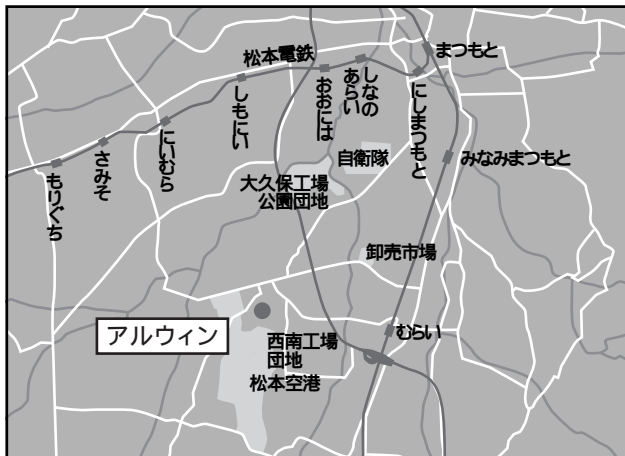 松本電鉄
まつもと
しなの
あらい
おおには
しもにい
にいむら
さみぞ
もりぐち
にしまつもと
みなみまつもと
自衛隊
大久保工場
公園団地
卸売市場
アルウィン
むらい
西南工場
団地
松本空港